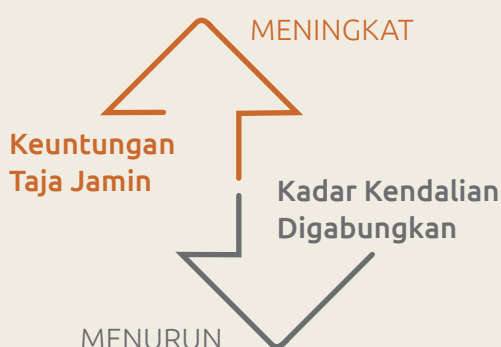 MENINGKAT
Keuntungan
Taja Jamin
Kadar Kendalian
Digabungkan
MENURUN